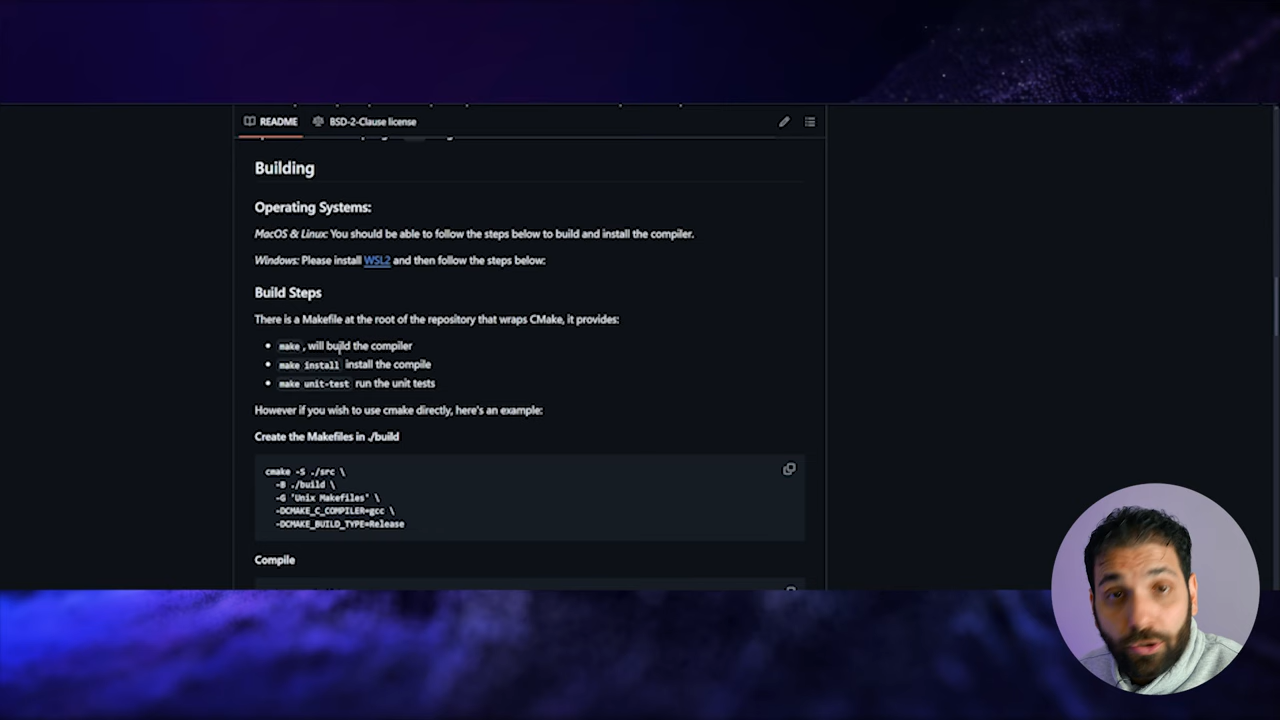 README BSD-2-Clause license
Building
Operating Systems:
MacOS & Linux: You should be able to follow the steps below to build and install the compiler.
Windows: Please install WSL2 and then follow the steps below:
Build Steps
There is a Makefile at the root of the repository that wraps CMake, it provides:
• make , will build the compiler
• make install install the compile
• make unit-test run the unit tests
However if you wish to use cmake directly, here's an example:
Create the Makefiles in ./build
cmake -S ./src \
-B ./build \
-G 'Unix Makefiles' \
-DCMAKE_C_COMPILER=gcc \
-DCMAKE_BUILD_TYPE=Release
Compile